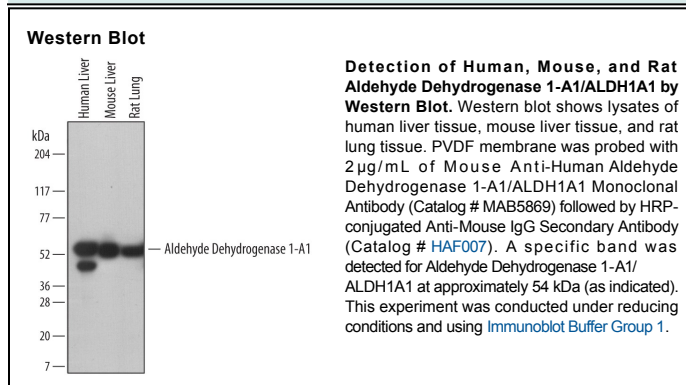 Western Blot
Human Liver
Mouse Liver
Rat Lung
kDa
204
117
77
52
36
28
20
7
Aldehyde Dehydrogenase 1-A1
Detection of Human, Mouse, and Rat
Aldehyde Dehydrogenase 1-A1/ALDH1A1 by
Western Blot. Western blot shows lysates of
human liver tissue, mouse liver tissue, and rat
lung tissue. PVDF membrane was probed with
2 µg/mL of Mouse Anti-Human Aldehyde
Dehydrogenase 1-A1/ALDH1A1 Monoclonal
Antibody (Catalog # MAB5869) followed by HRP-
conjugated Anti-Mouse IgG Secondary Antibody
(Catalog # HAF007). A specific band was
detected for Aldehyde Dehydrogenase 1-A1/
ALDH1A1 at approximately 54 kDa (as indicated).
This experiment was conducted under reducing
conditions and using Immunoblot Buffer Group 1.